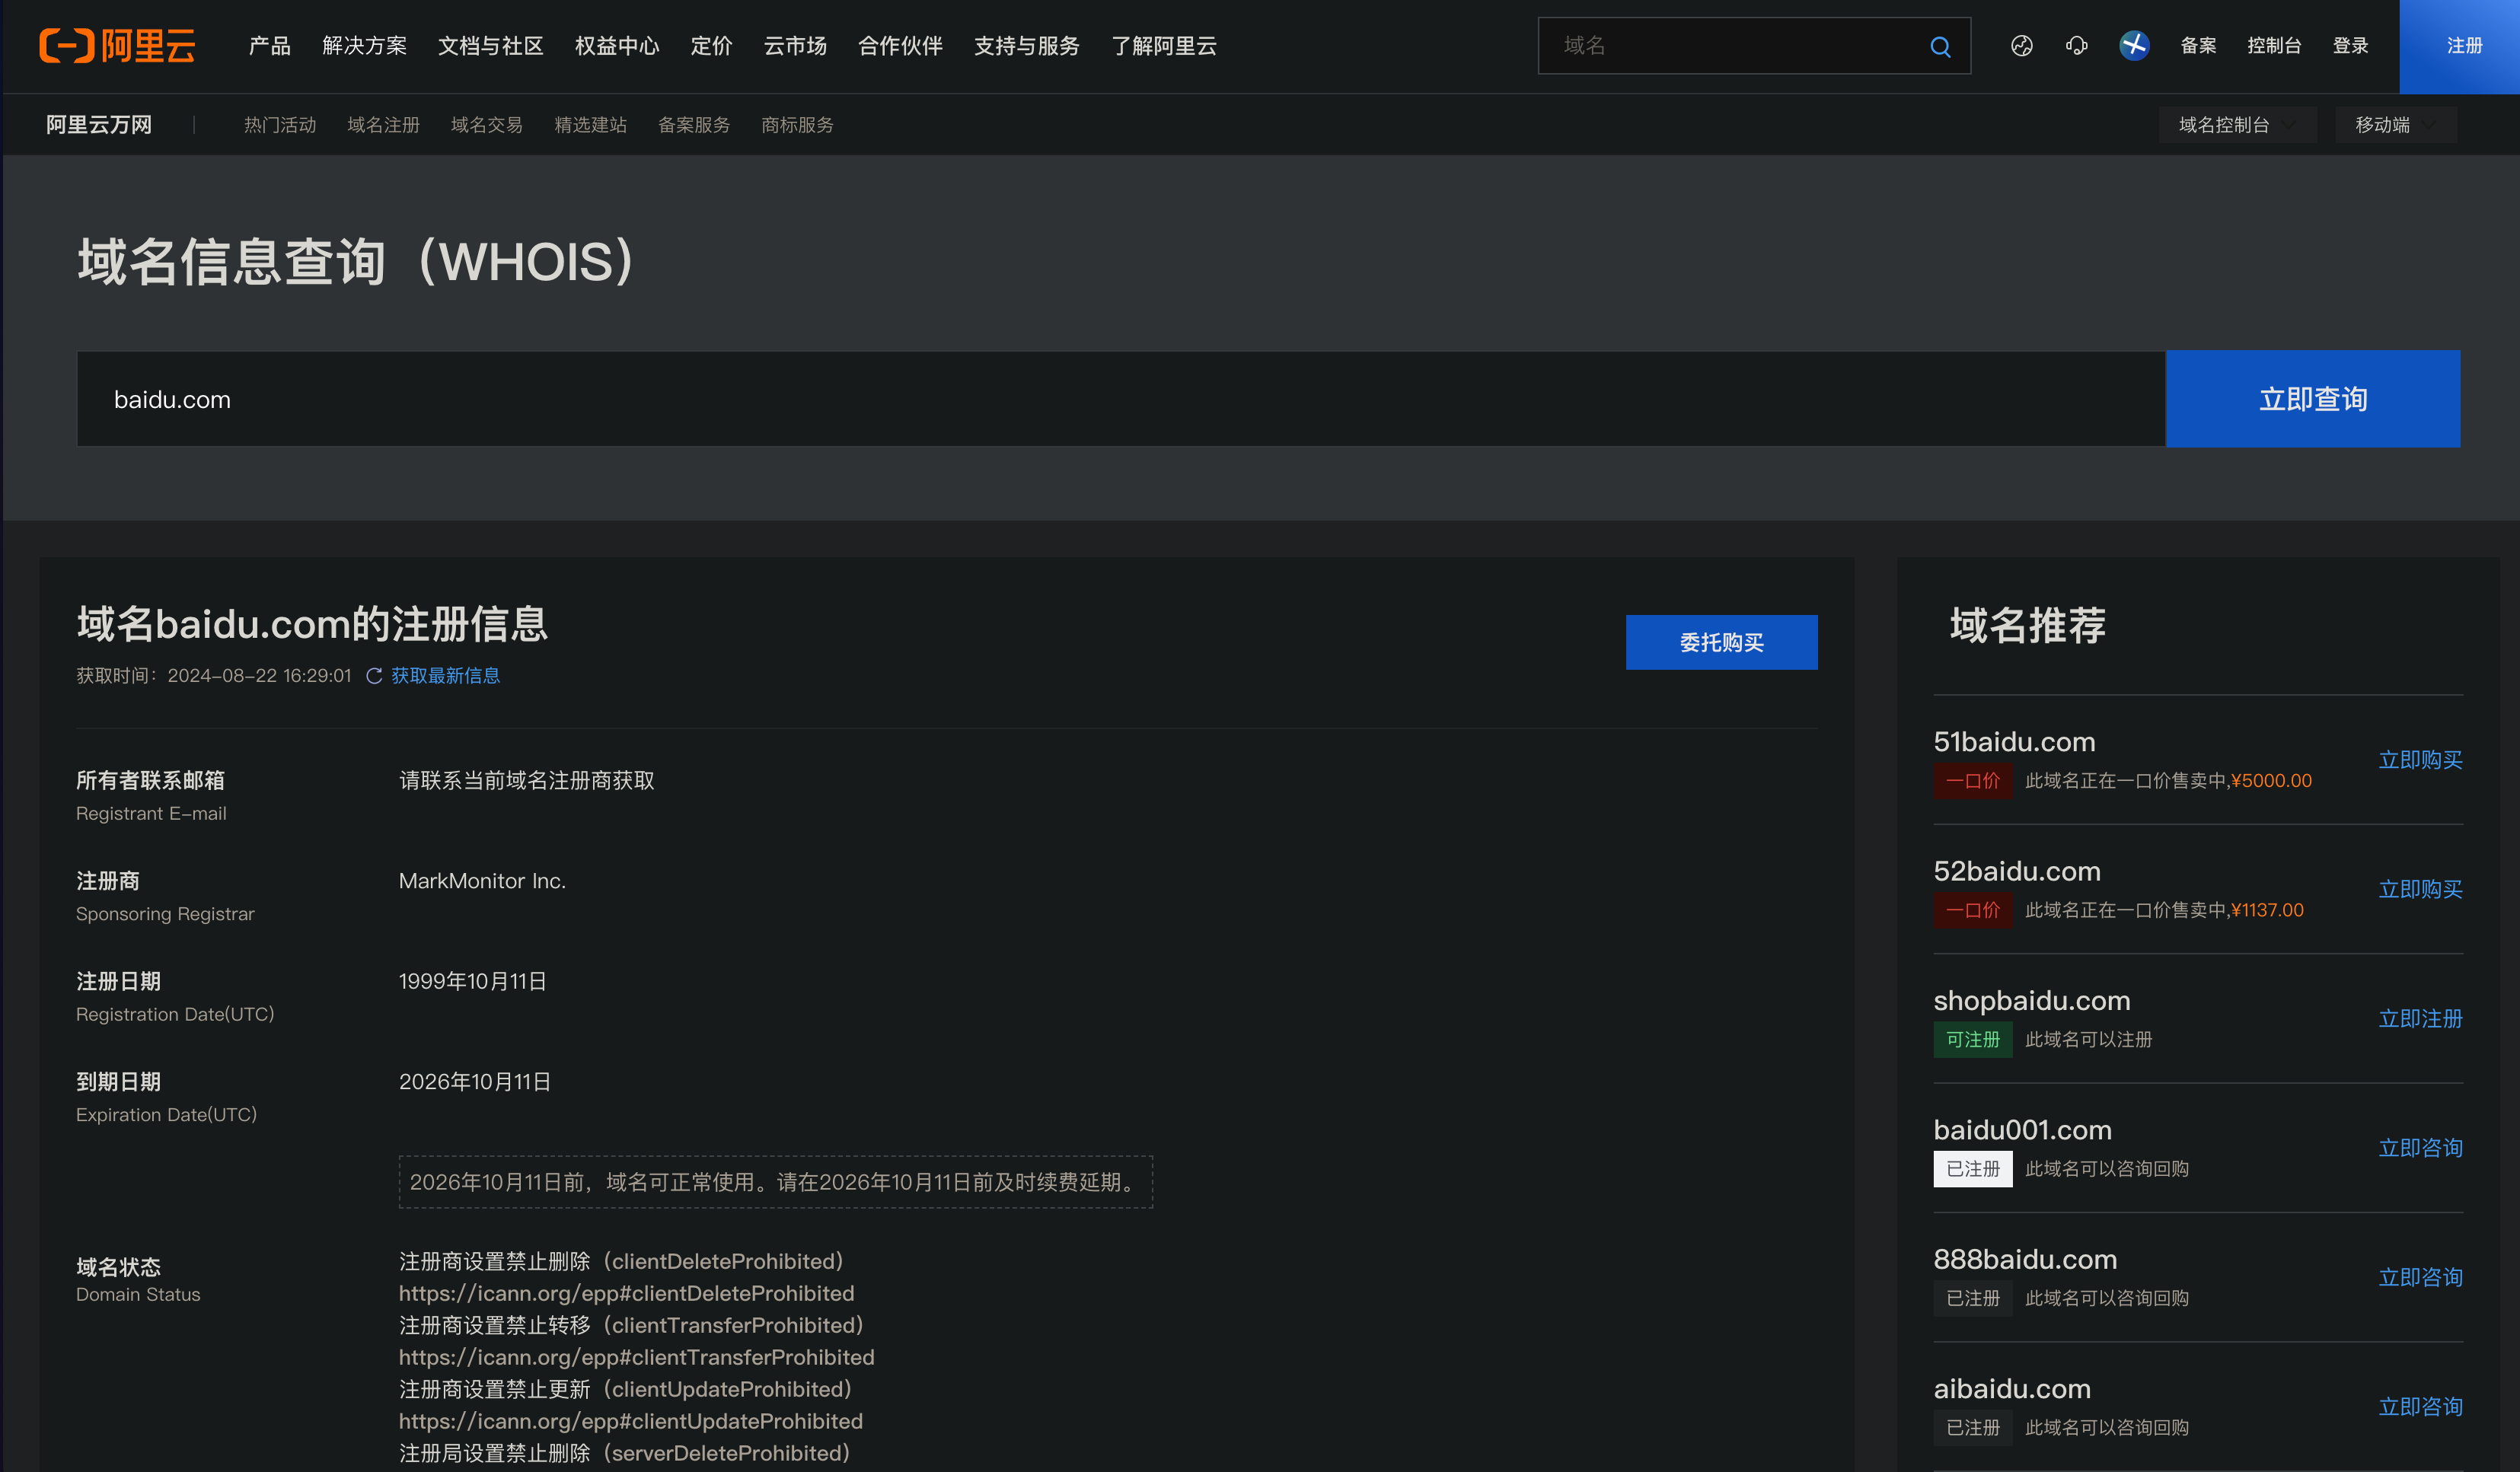 阿里云 产品 解决方案 文档与社区 权益中心 定价 云市场 合作伙伴 支持与服务 了解阿里云 域名 备案 控制台 登录 注册
阿里云万网 热门活动 域名注册 域名交易 精选建站 备案服务 商标服务 域名控制台 移动端
域名信息查询（WHOIS）
baidu.com 立即查询
域名baidu.com的注册信息
委托购买
获取时间：2024-08-22 16:29:01 获取最新信息
所有者联系邮箱 请联系当前域名注册商获取
Registrant E-mail
注册商 MarkMonitor Inc.
Sponsoring Registrar
注册日期 1999年10月11日
Registration Date(UTC)
到期日期 2026年10月11日
Expiration Date(UTC)
2026年10月11日前，域名可正常使用。请在2026年10月11日前及时续费延期。
域名状态
Domain Status
注册商设置禁止删除（clientDeleteProhibited）
https://icann.org/epp#clientDeleteProhibited
注册商设置禁止转移（clientTransferProhibited）
https://icann.org/epp#clientTransferProhibited
注册商设置禁止更新（clientUpdateProhibited）
https://icann.org/epp#clientUpdateProhibited
注册局设置禁止删除（serverDeleteProhibited）
域名推荐
51baidu.com
一口价 此域名正在一口价售卖中,¥5000.00
立即购买
52baidu.com
一口价 此域名正在一口价售卖中,¥1137.00
立即购买
shopbaidu.com
可注册 此域名可以注册
立即注册
baidu001.com
已注册 此域名可以咨询回购
立即咨询
888baidu.com
已注册 此域名可以咨询回购
立即咨询
aibaidu.com
已注册 此域名可以咨询回购
立即咨询